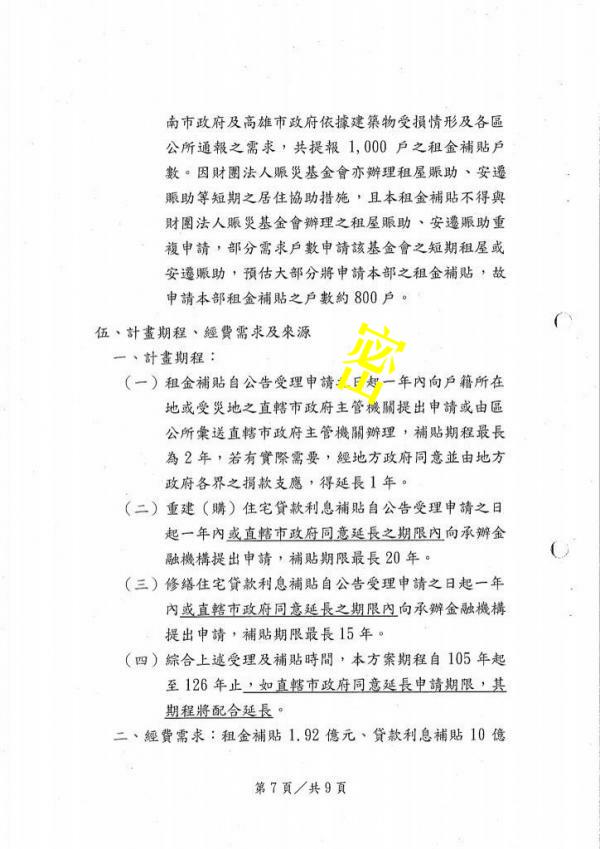 南市政府及高雄市政府依據建築物受損情形及各區
公所通報之需求，共提報 1,000 戶之租金補貼戶
數。因財團法人賑災基金會亦辦理租屋賑助、安遷
賑助等短期之居住協助措施，且本租金補貼不得與
財團法人賑災基金會辦理之租屋賑助、安遷賑助重
複申請，部分需求戶數申請該基金會之短期租屋或
安遷賑助，預估大部分將申請本部之租金補貼，故
申請本部租金補貼之戶數約 800 戶。
伍、計畫期程、經費需求及來源
一、計畫期程：
密
（一）租金補貼自公告受理申請之日起一年內向戶籍所在
地或受災地之直轄市政府主管機關提出申請或由區
公所彙送直轄市政府主管機關辦理，補貼期程最長
為 2 年，若有實際需要，經地方政府同意並由地方
政府各界之捐款支應，得延長 1 年。
（二）重建（購）住宅貸款利息補貼自公告受理申請之日
起一年內或直轄市政府同意延長之期限內向承辦金
融機構提出申請，補貼期限最長 20 年。
（三）修繕住宅貸款利息補貼自公告受理申請之日起一年
內或直轄市政府同意延長之期限內向承辦金融機構
提出申請，補貼期限最長 15 年。
（四）綜合上述受理及補貼時間，本方案期程自 105 年起
至 126 年止，如直轄市政府同意延長申請期限，其
期程將配合延長。
二、經費需求：租金補貼 1.92 億元、貸款利息補貼 10 億
第 7 頁／共 9 頁